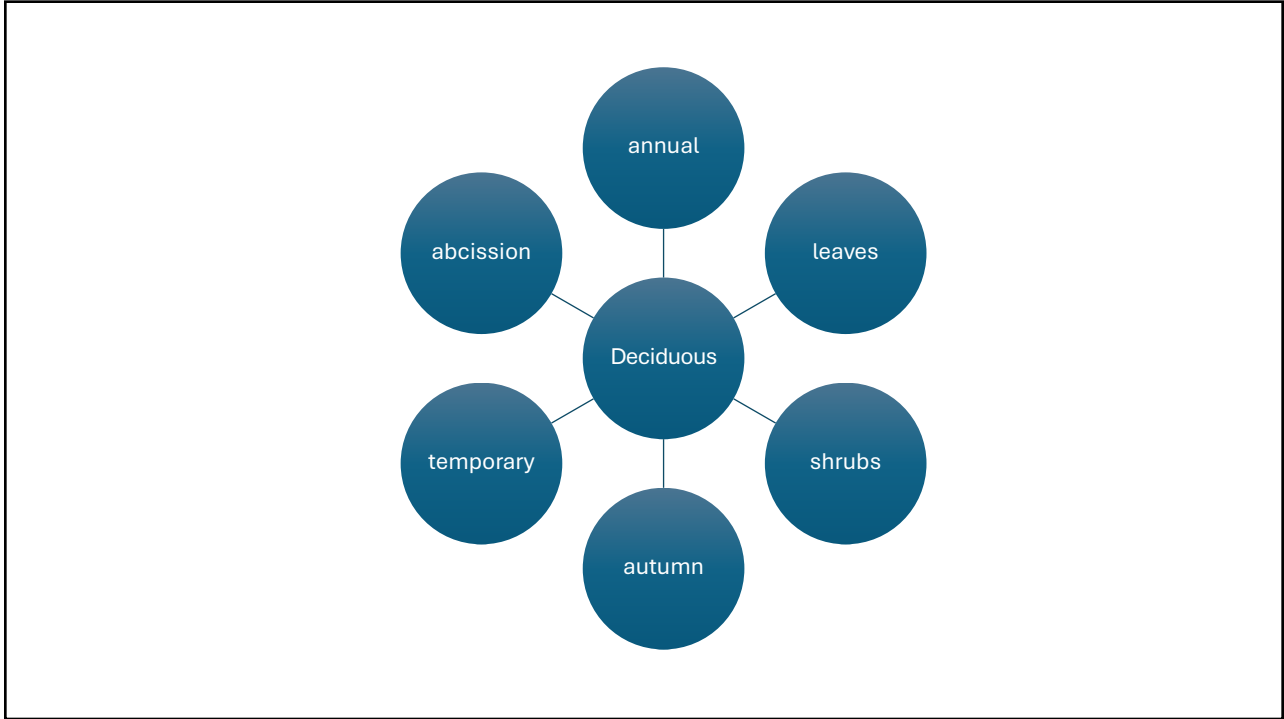 annual
abcission
leaves
Deciduous
temporary
shrubs
autumn